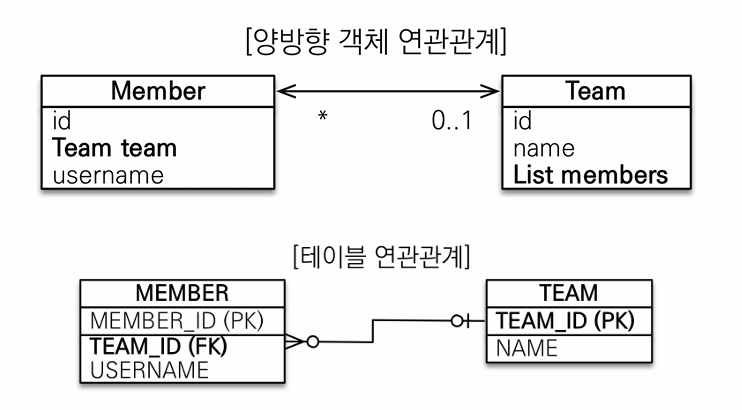 [양방향 객체 연관관계]
Member
id
Team team
username
*
0..1
Team
id
name
List members
[테이블 연관관계]
MEMBER
MEMBER_ID (PK)
TEAM_ID (FK)
USERNAME
TEAM
TEAM_ID (PK)
NAME